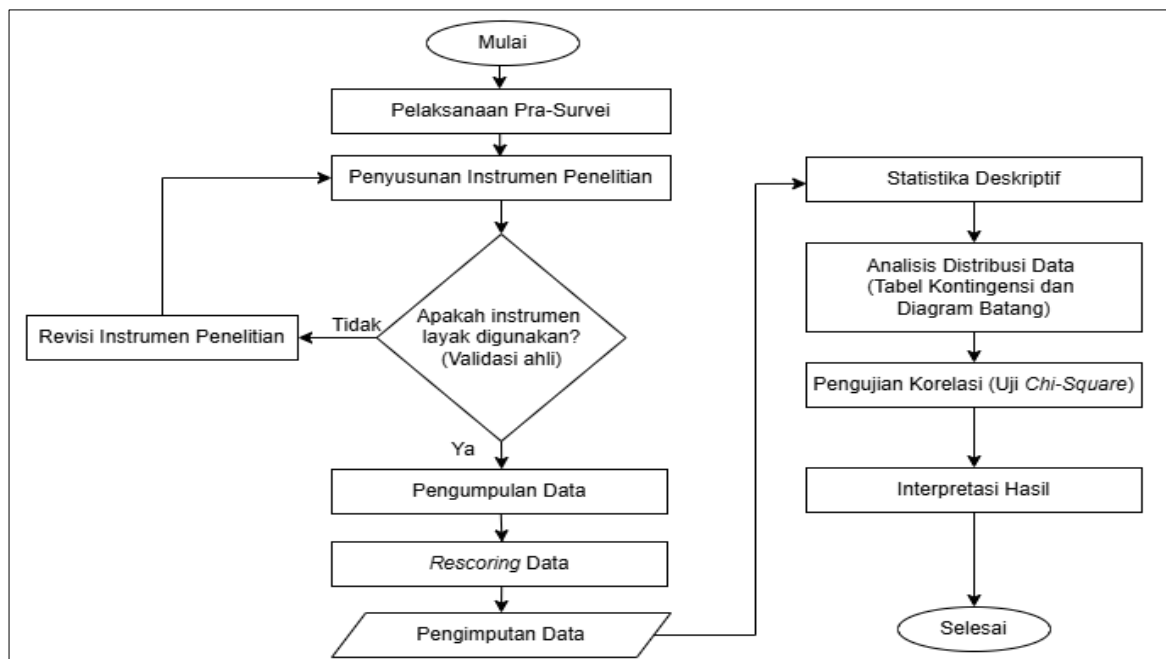 Mulai
Pelaksanaan Pra-Survei
Penyusunan Instrumen Penelitian
Apakah instrumen
layak digunakan?
(Validasi ahli)
Tidak
Revisi Instrumen Penelitian
Ya
Pengumpulan Data
Rescoring Data
Pengimputan Data
Statistika Deskriptif
Analisis Distribusi Data
(Tabel Kontingensi dan
Diagram Batang)
Pengujian Korelasi (Uji Chi-Square)
Interpretasi Hasil
Selesai